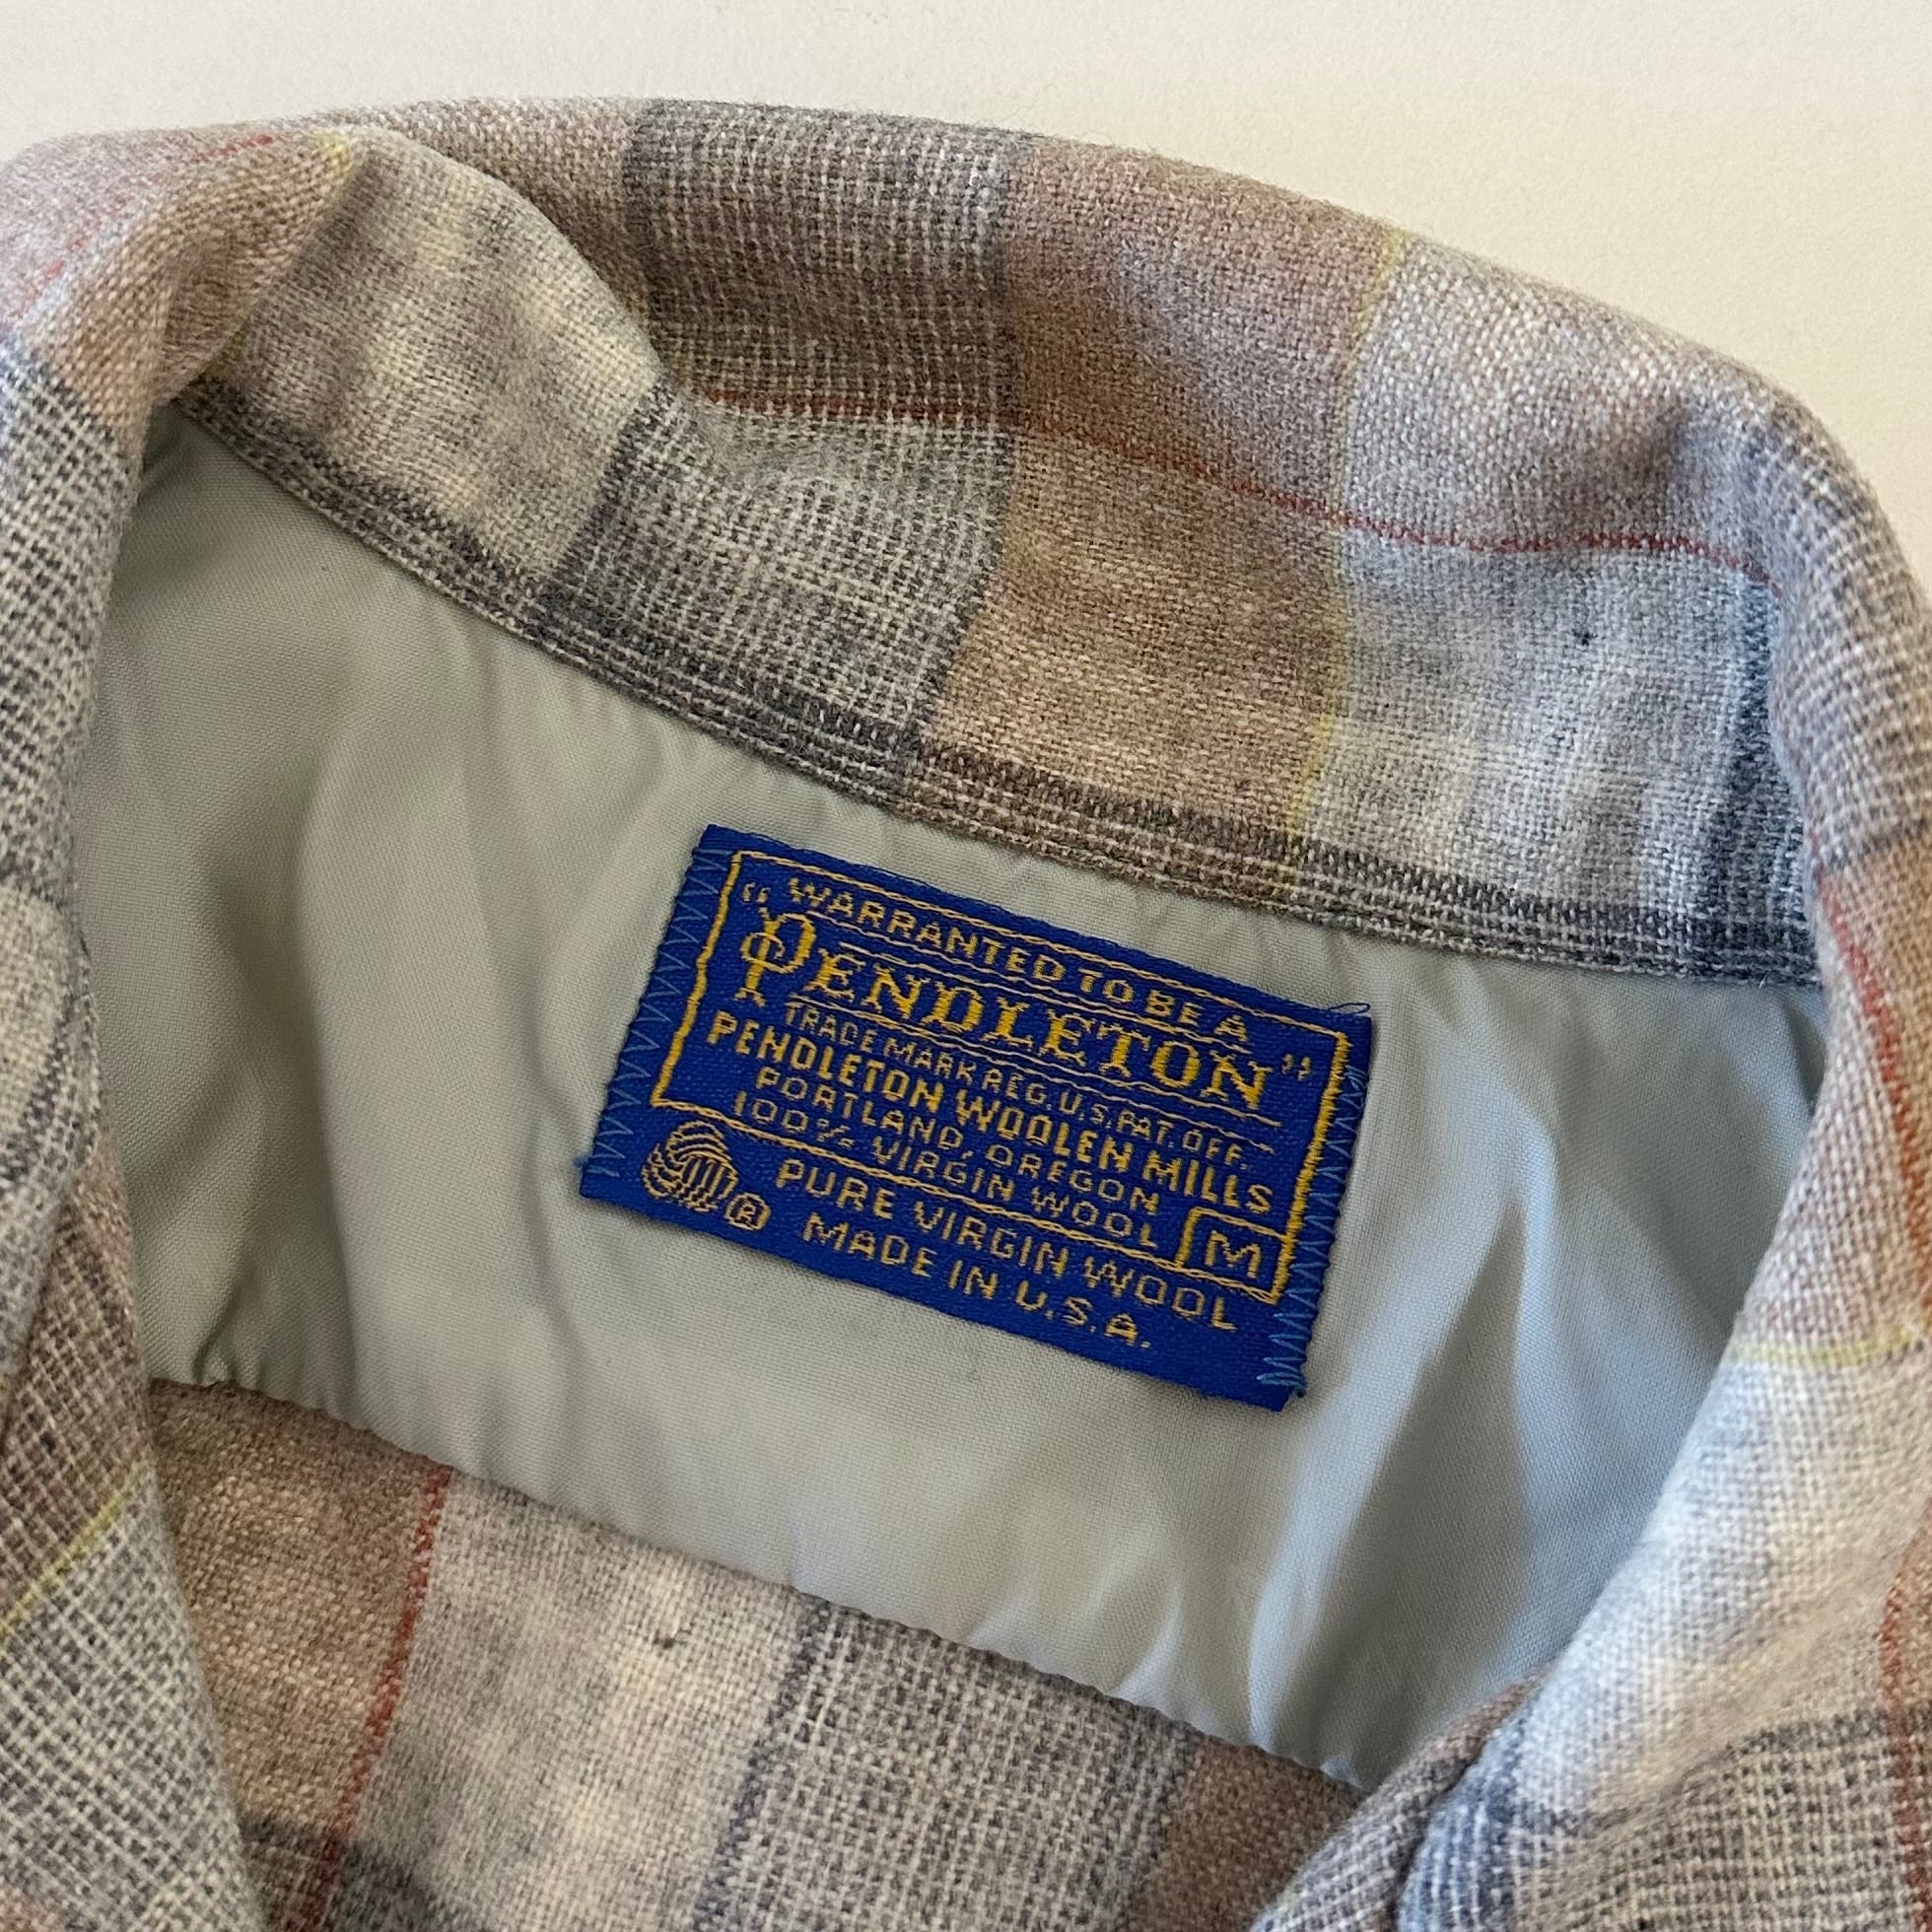 "WARRANTED TO BE A
PENDLETON"
TRADE MARK REG. U.S. PAT. OFF.
PENDLETON WOOLEN MILLS
PORTLAND, OREGON
100% VIRGIN WOOL
M
PURE VIRGIN WOOL
® MADE IN U.S.A.